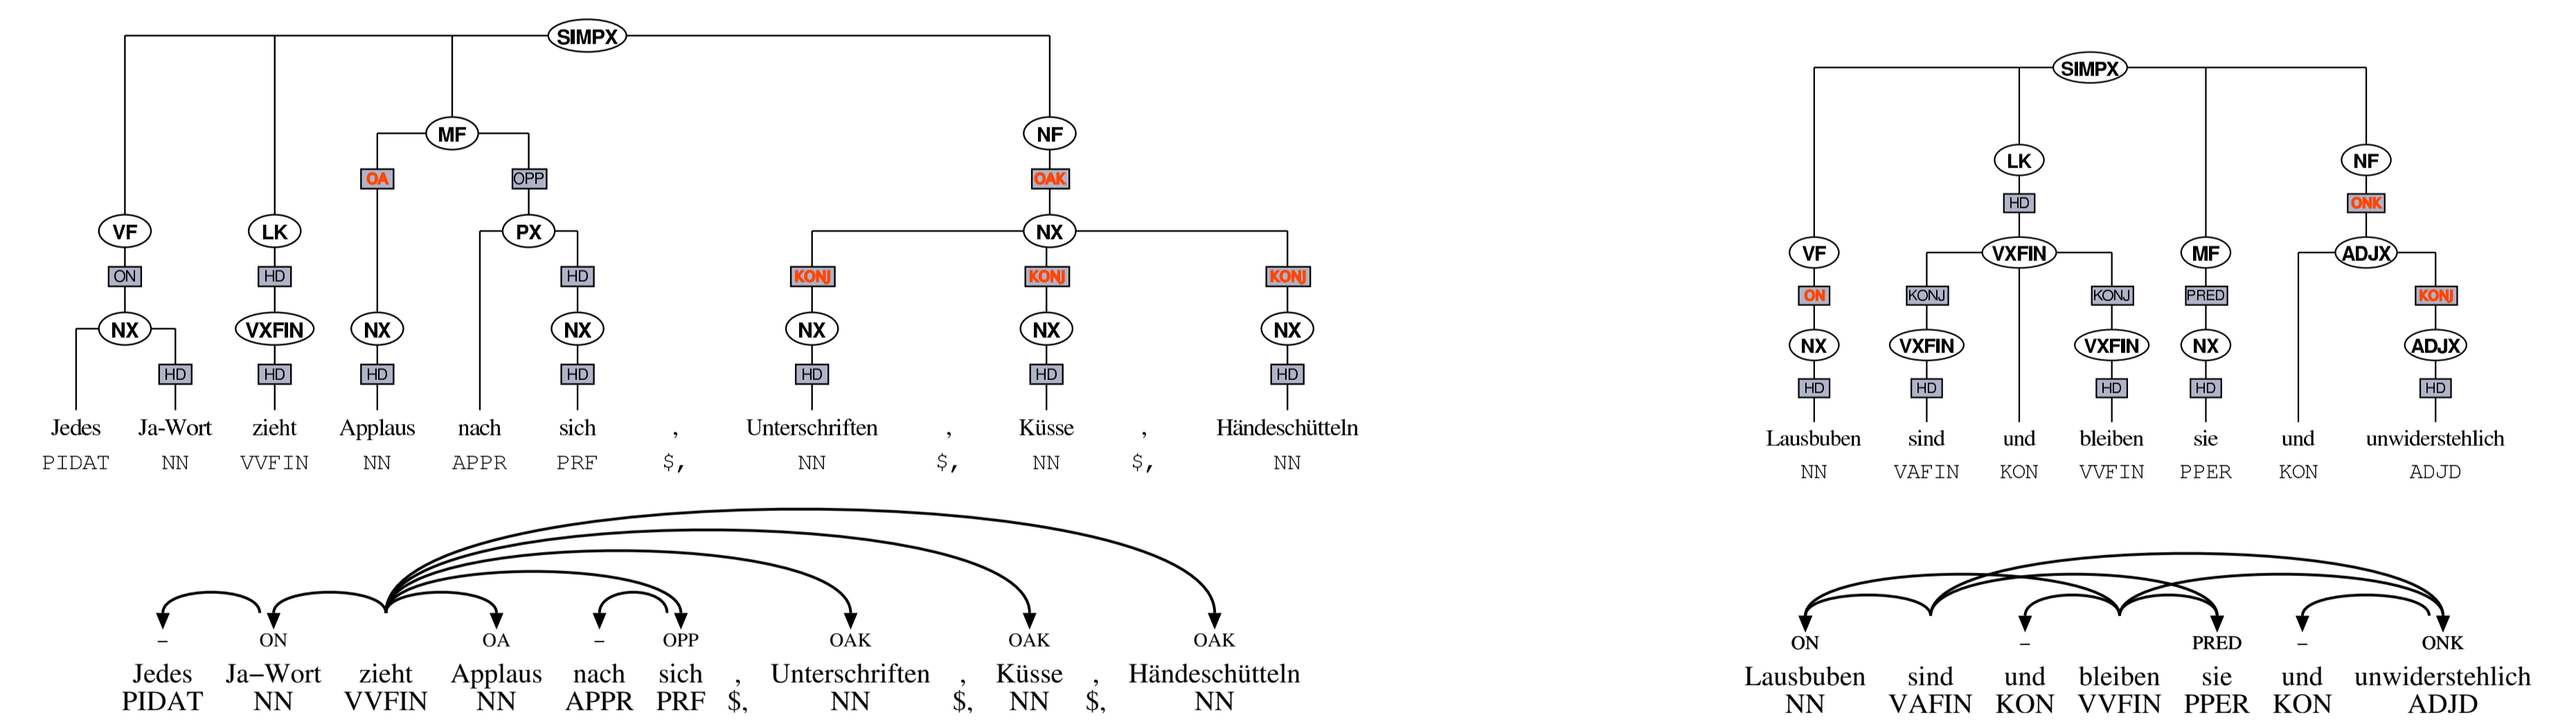 SIMPX
MF NF
OA OPP OAK
VF LK PX NX
ON HD HD KONJ KONJ KONJ
NX VXFIN NX NX NX NX NX
HD HD HD HD HD HD HD
Jedes Ja-Wort zieht Applaus nach sich , Unterschriften , Küsse , Händeschütteln
PIDAT NN VVFIN NN APPR PRF $, NN $, NN $, NN
– ON OA – OPP OAK OAK OAK
Jedes Ja–Wort zieht Applaus nach sich , Unterschriften , Küsse , Händeschütteln
PIDAT NN VVFIN NN APPR PRF $, NN $, NN $, NN
SIMPX
LK NF
HD ONK
VF VXFIN MF ADJX
ON KONJ KONJ PRED KONJ
NX VXFIN VXFIN NX ADJX
HD HD HD HD HD
Lausbuben sind und bleiben sie und unwiderstehlich
NN VAFIN KON VVFIN PPER KON ADJD
ON – PRED – ONK
Lausbuben sind und bleiben sie und unwiderstehlich
NN VAFIN KON VVFIN PPER KON ADJD